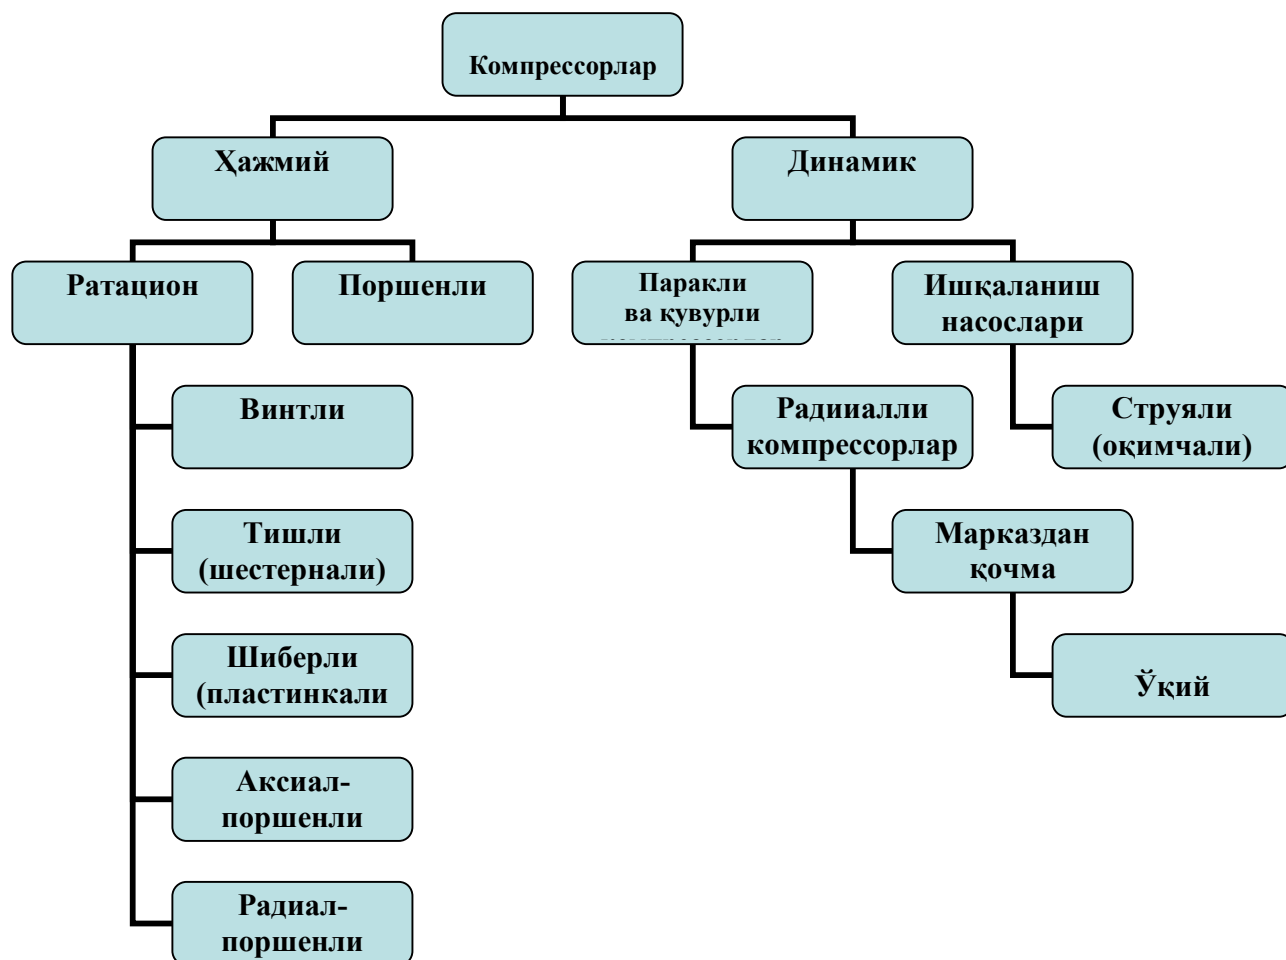 Компрессорлар
Ҳажмий
Динамик
Ратацион
Поршенли
Паракли
ва қувурли
Ишқаланиш
насослари
Винтли
Радииалли
компрессорлар
Струяли
(оқимчали)
Тишли
(шестернали)
Марказдан
қочма
Шиберли
(пластинкали
Ўқий
Аксиал-
поршенли
Радиал-
поршенли